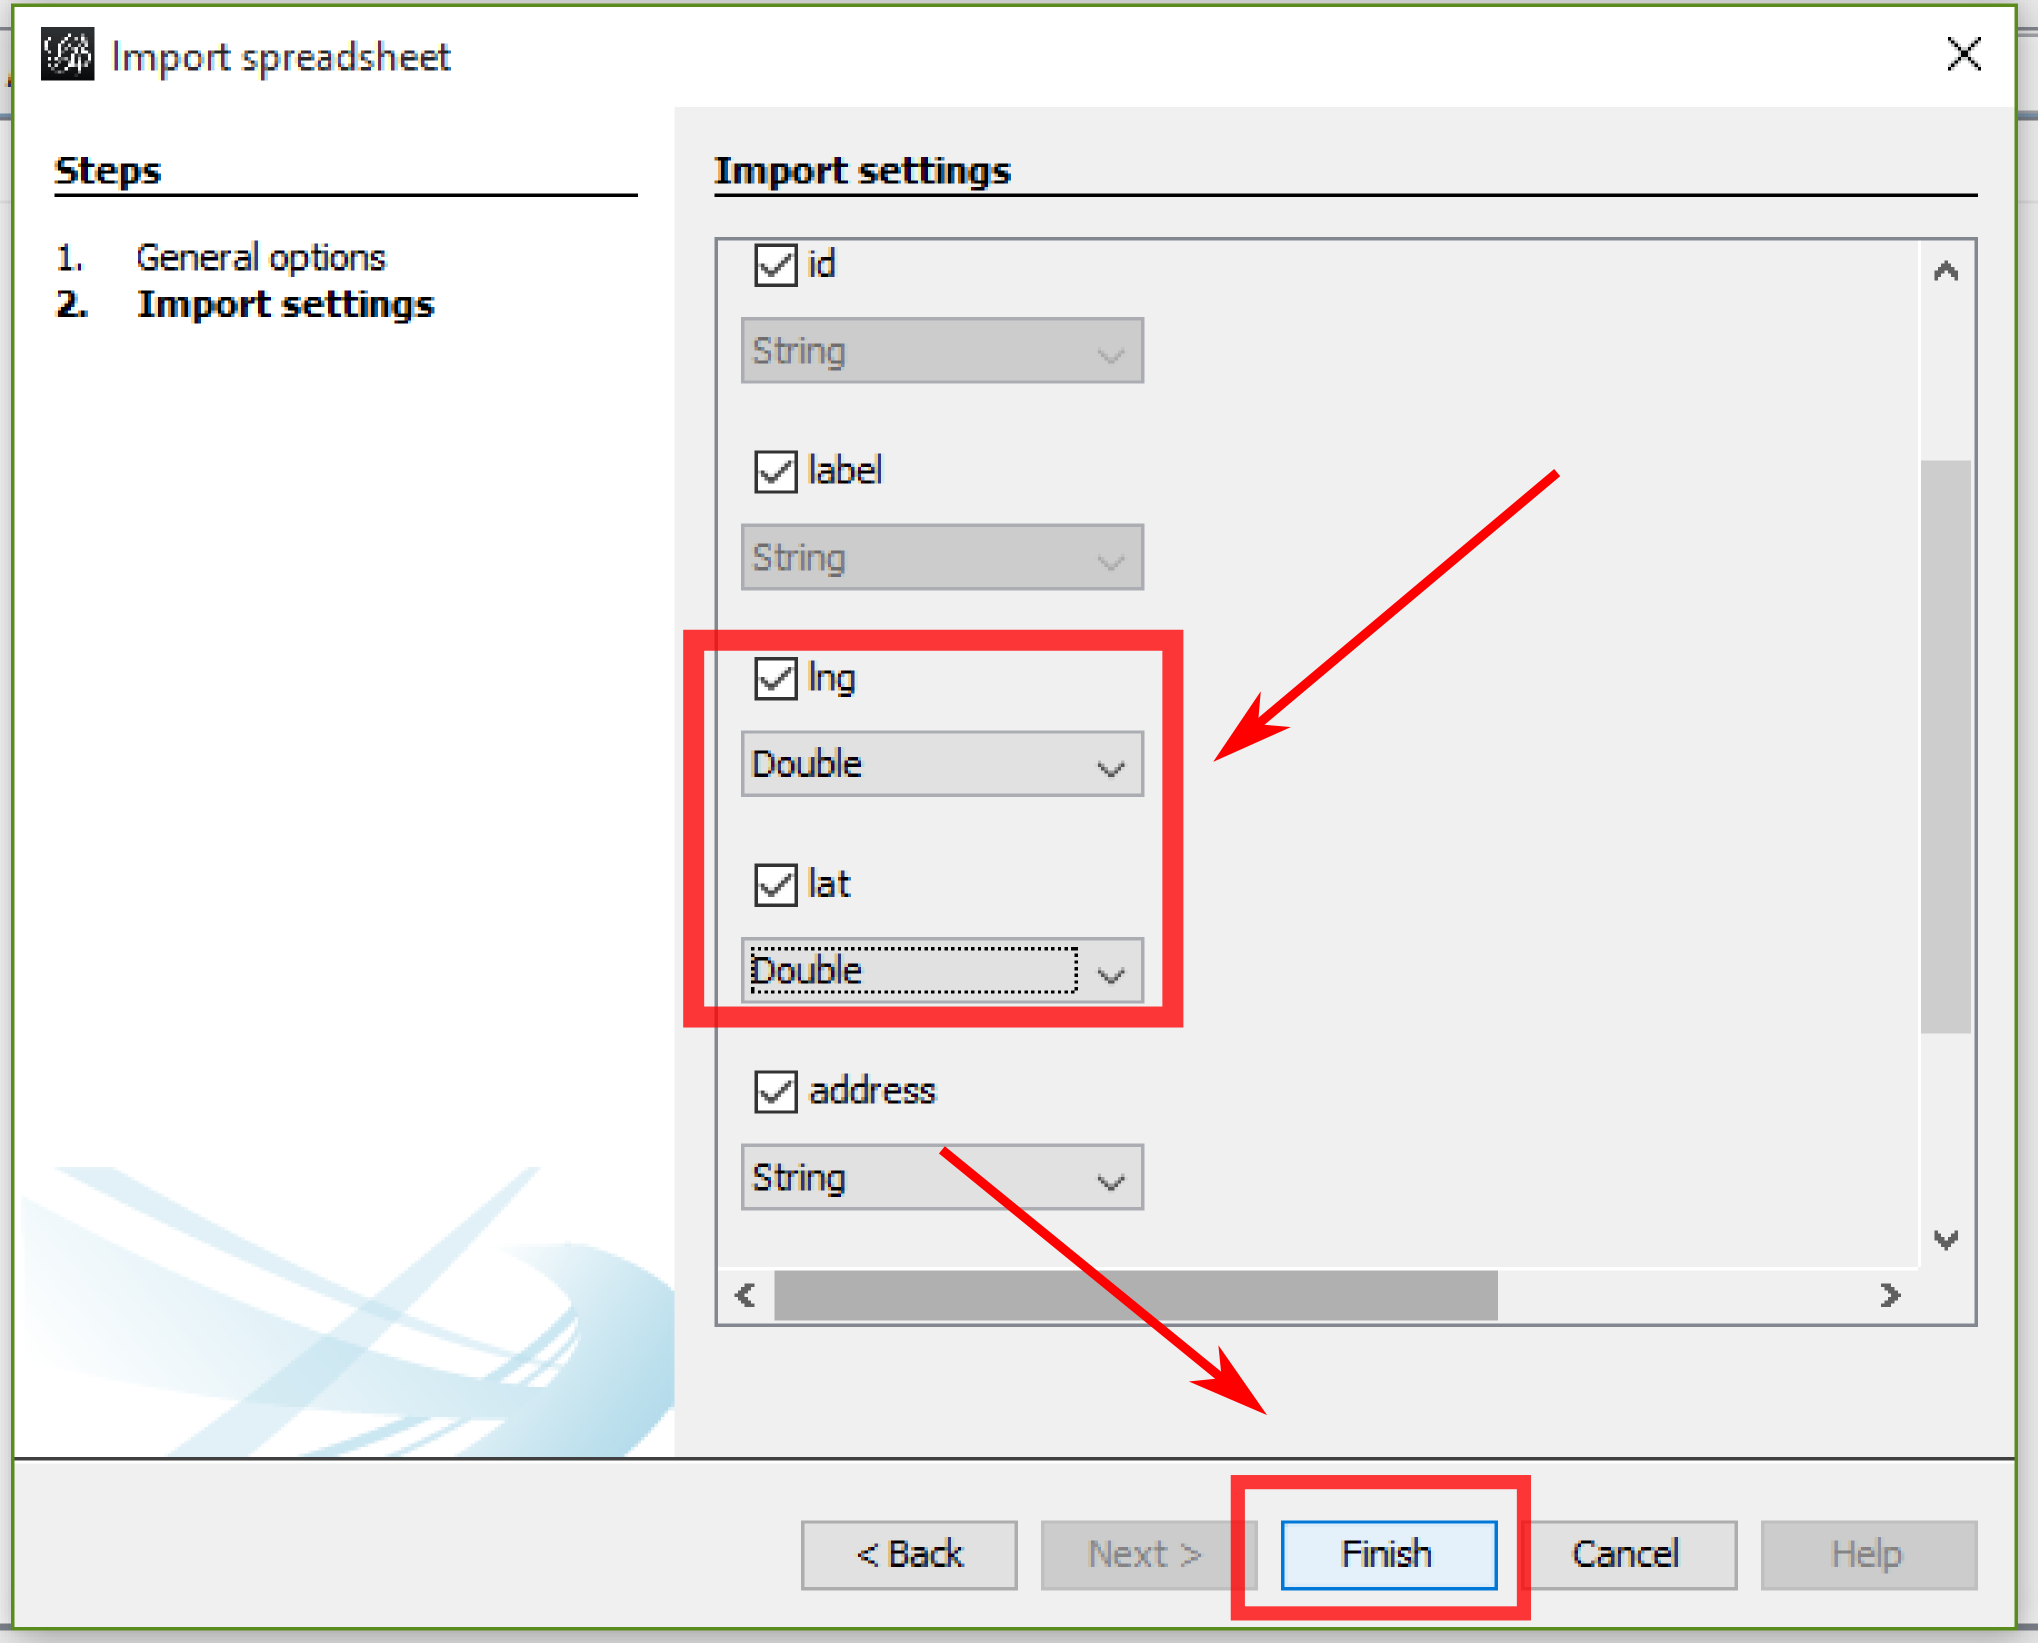 Import spreadsheet
Steps
1. General options
2. Import settings
Import settings
id
String
label
String
lng
Double
lat
Double
address
String
< Back
Next >
Finish
Cancel
Help